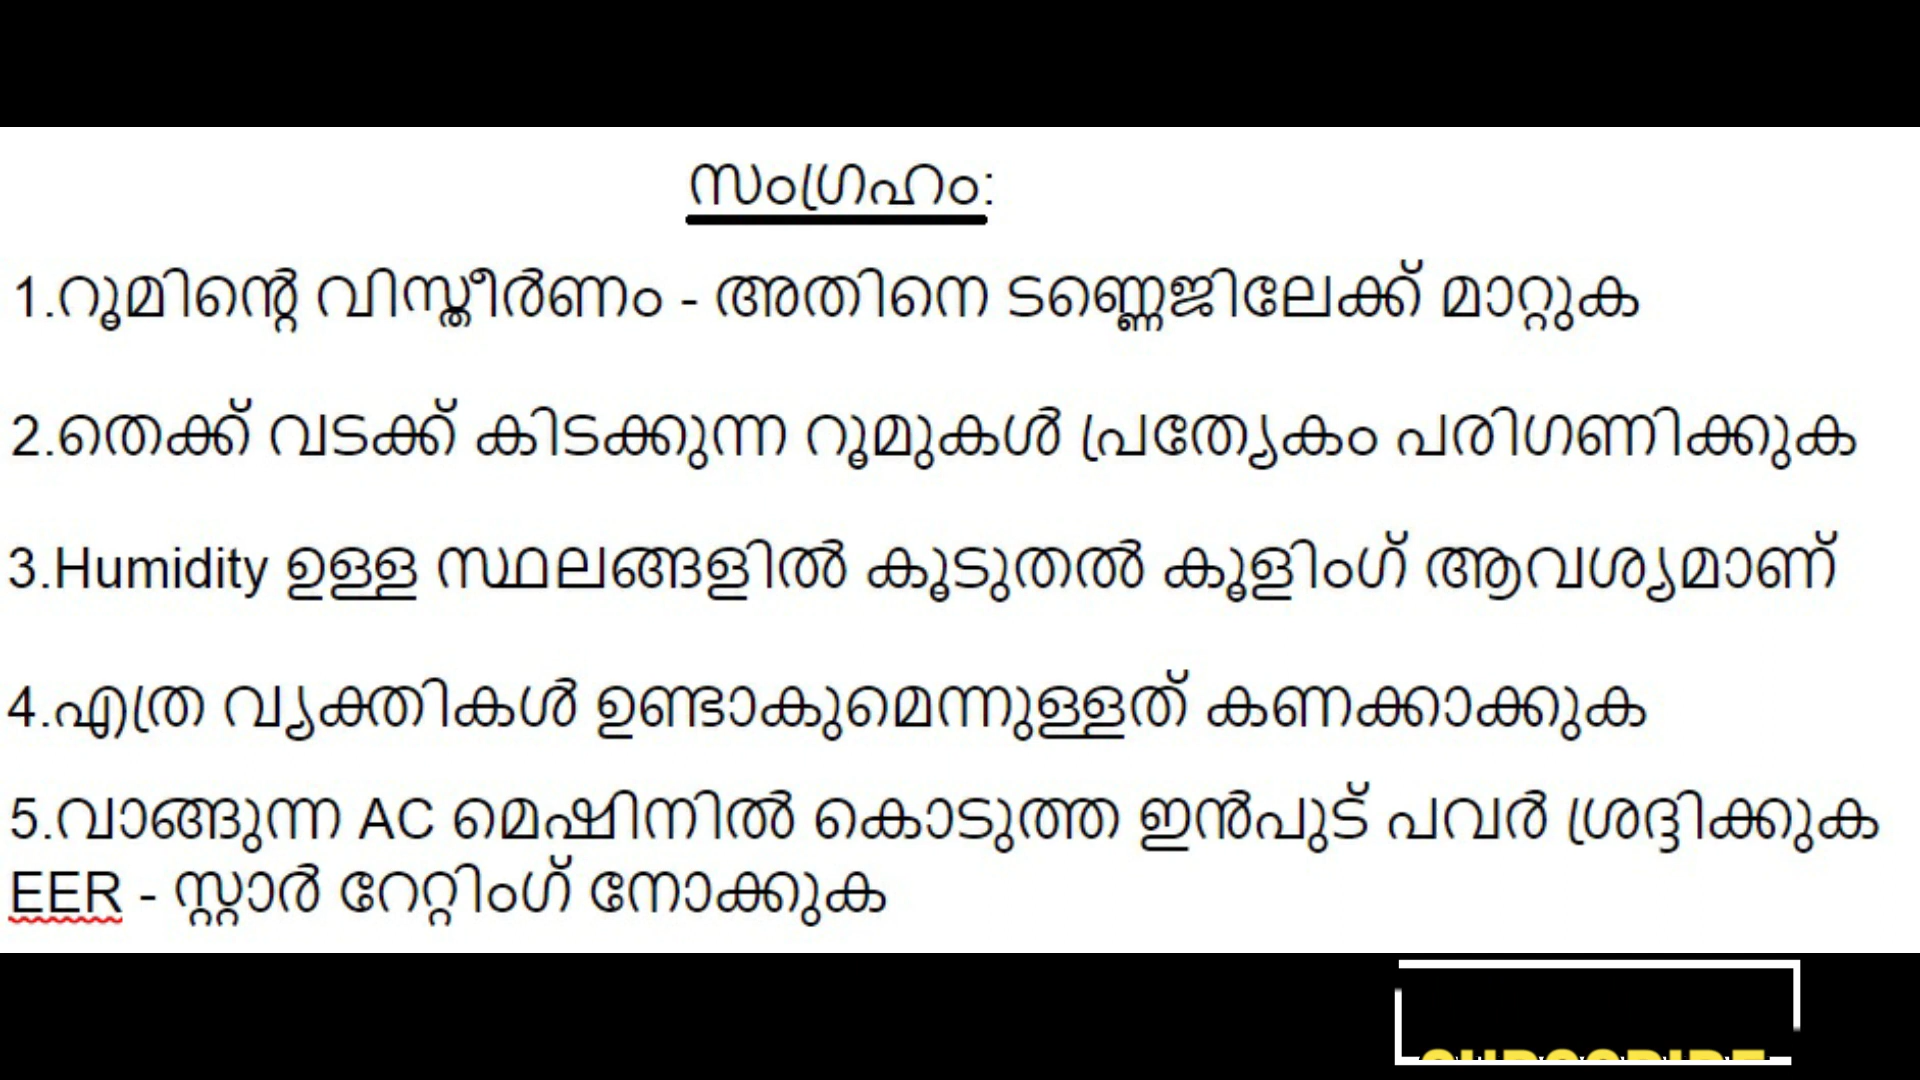 സംഗ്രഹം:
1.റൂമിന്റെ വിസ്തീർണം - അതിനെ ടണ്ണെജിലേക്ക് മാറ്റുക
2.തെക്ക് വടക്ക് കിടക്കുന്ന റൂമുകൾ പ്രത്യേകം പരിഗണിക്കുക
3.Humidity ഉള്ള സ്ഥലങ്ങളിൽ കൂടുതൽ കൂളിംഗ് ആവശ്യമാണ്
4.എത്ര വ്യക്തികൾ ഉണ്ടാകുമെന്നുള്ളത് കണക്കാക്കുക
5.വാങ്ങുന്ന AC മെഷീനിൽ കൊടുത്ത ഇൻപുട് പവർ ശ്രദ്ദിക്കുക
EER - സ്റ്റാർ റേറ്റിംഗ് നോക്കുക
SUBSCRIBE